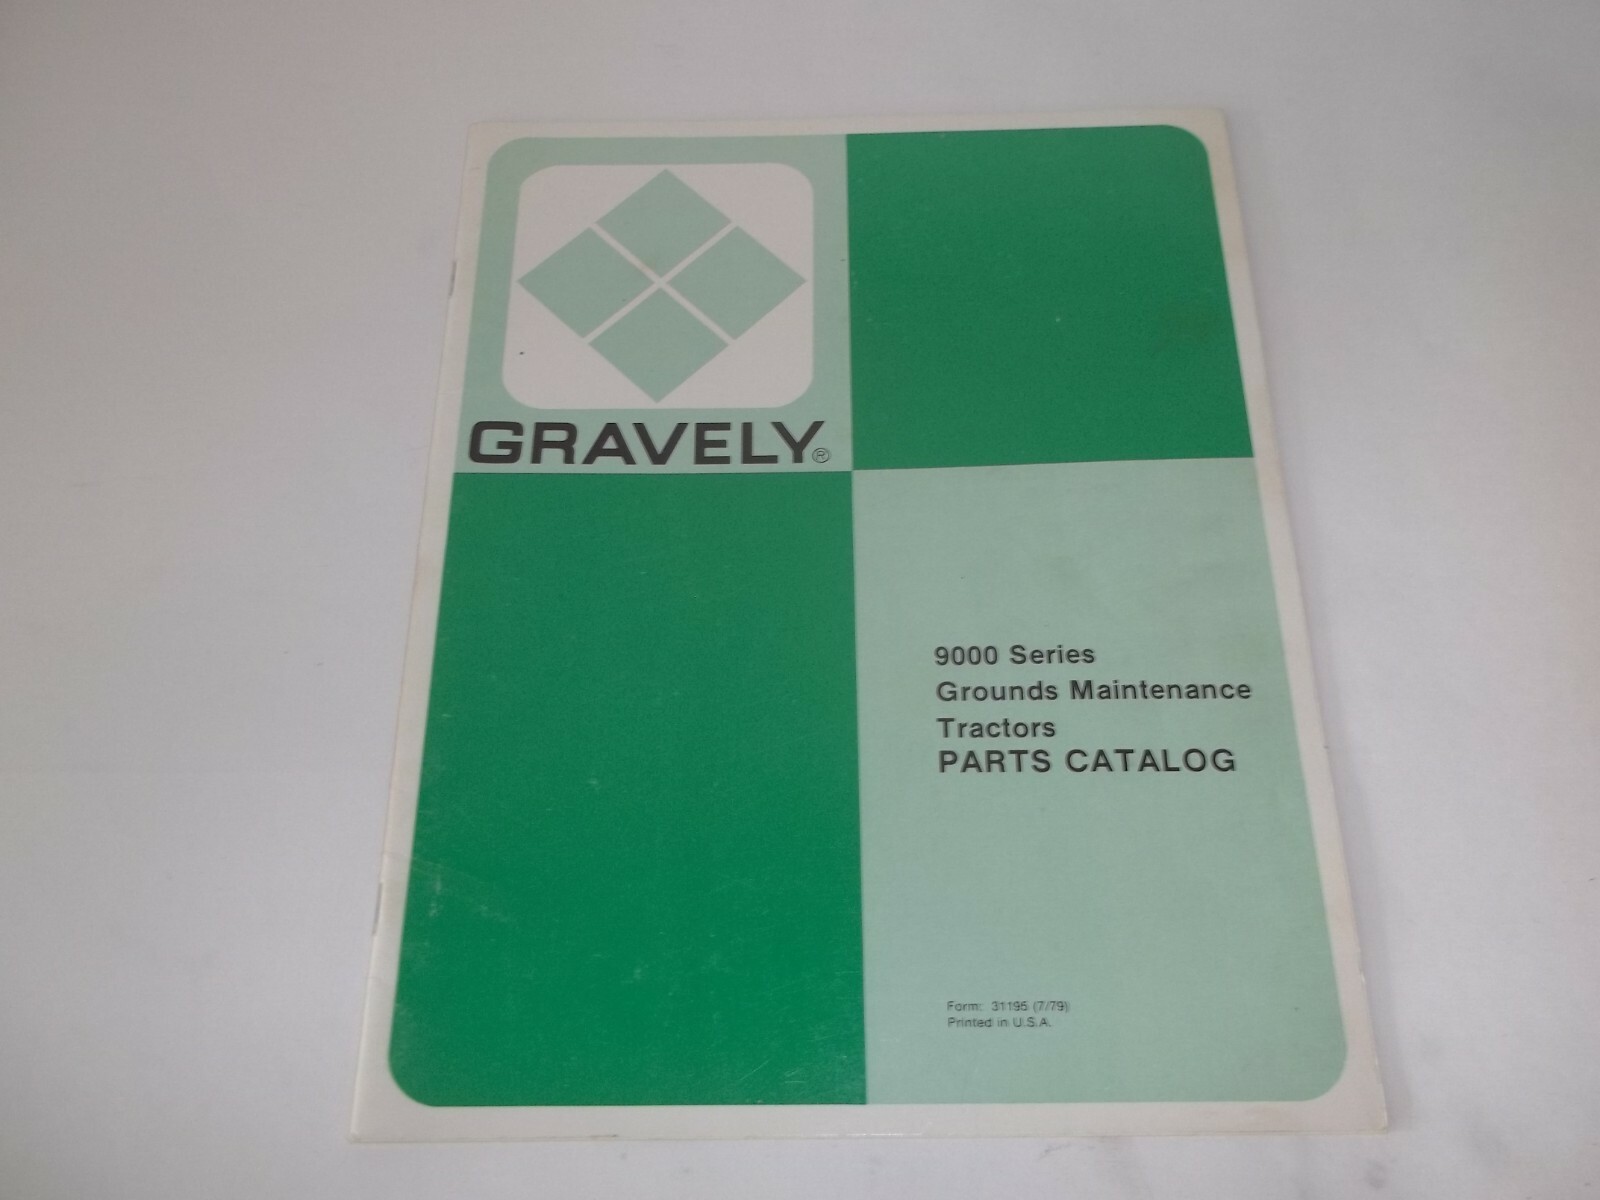 GRAVELY®
9000 Series
Grounds Maintenance
Tractors
PARTS CATALOG
Form: 31195 (7/79)
Printed in U.S.A.